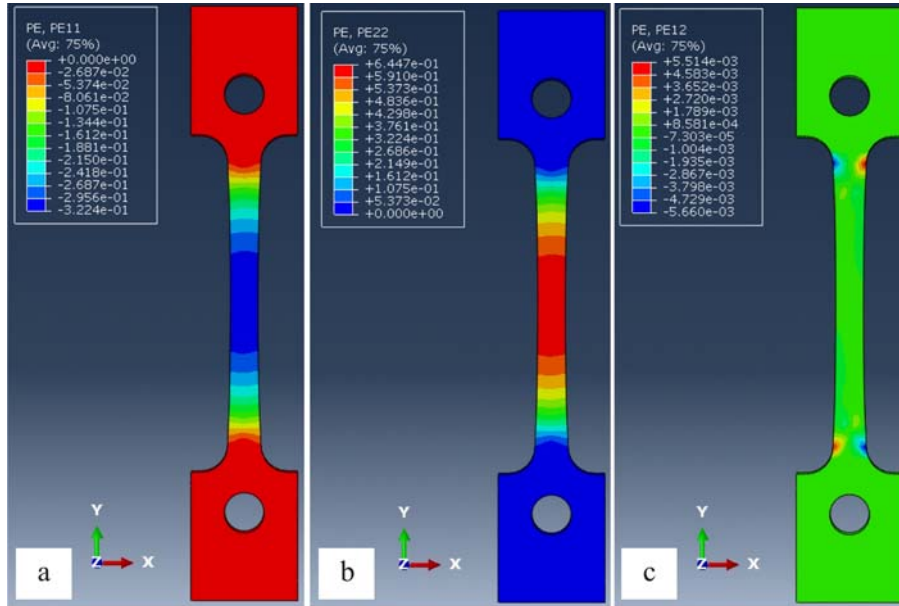 PE, PE11
(Avg: 75%)
+0.000e+00
-2.687e-02
-5.374e-02
-8.061e-02
-1.075e-01
-1.344e-01
-1.612e-01
-1.881e-01
-2.150e-01
-2.418e-01
-2.687e-01
-2.956e-01
-3.224e-01
Y
Z
X
a
PE, PE22
(Avg: 75%)
+6.447e-01
+5.910e-01
+5.373e-01
+4.836e-01
+4.298e-01
+3.761e-01
+3.224e-01
+2.686e-01
+2.149e-01
+1.612e-01
+1.075e-01
+5.373e-02
+0.000e+00
Y
Z
X
b
PE, PE12
(Avg: 75%)
+5.514e-03
+4.583e-03
+3.652e-03
+2.720e-03
+1.789e-03
+8.581e-04
-7.303e-05
-1.004e-03
-1.935e-03
-2.867e-03
-3.798e-03
-4.729e-03
-5.660e-03
Y
Z
X
c